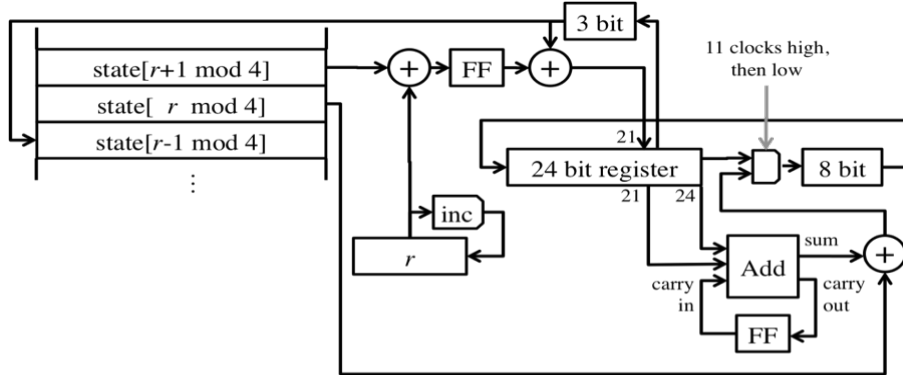 3 bit
11 clocks high,
then low
state[r+1 mod 4]
+
FF
+
state[ r mod 4]
state[r-1 mod 4]
⋮
21
24 bit register
8 bit
21
24
inc
r
Add
sum
+
carry
in
carry
out
FF